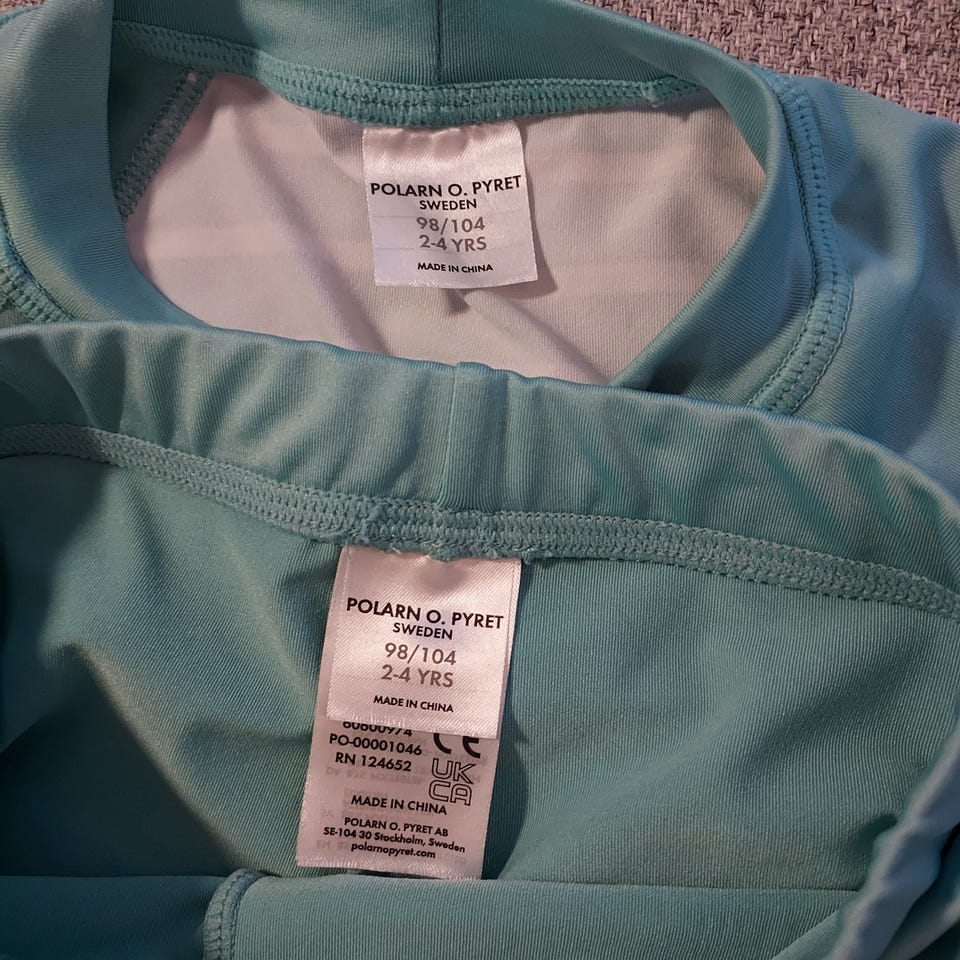 POLARN O. PYRET
SWEDEN
98/104
2-4 YRS
MADE IN CHINA
POLARN O. PYRET
SWEDEN
98/104
2-4 YRS
MADE IN CHINA
CE
PO-00001046
RN 124652
UK
CA
MADE IN CHINA
POLARN O. PYRET AB
SE-104 30 Stockholm, Sweden
polarnopyret.com